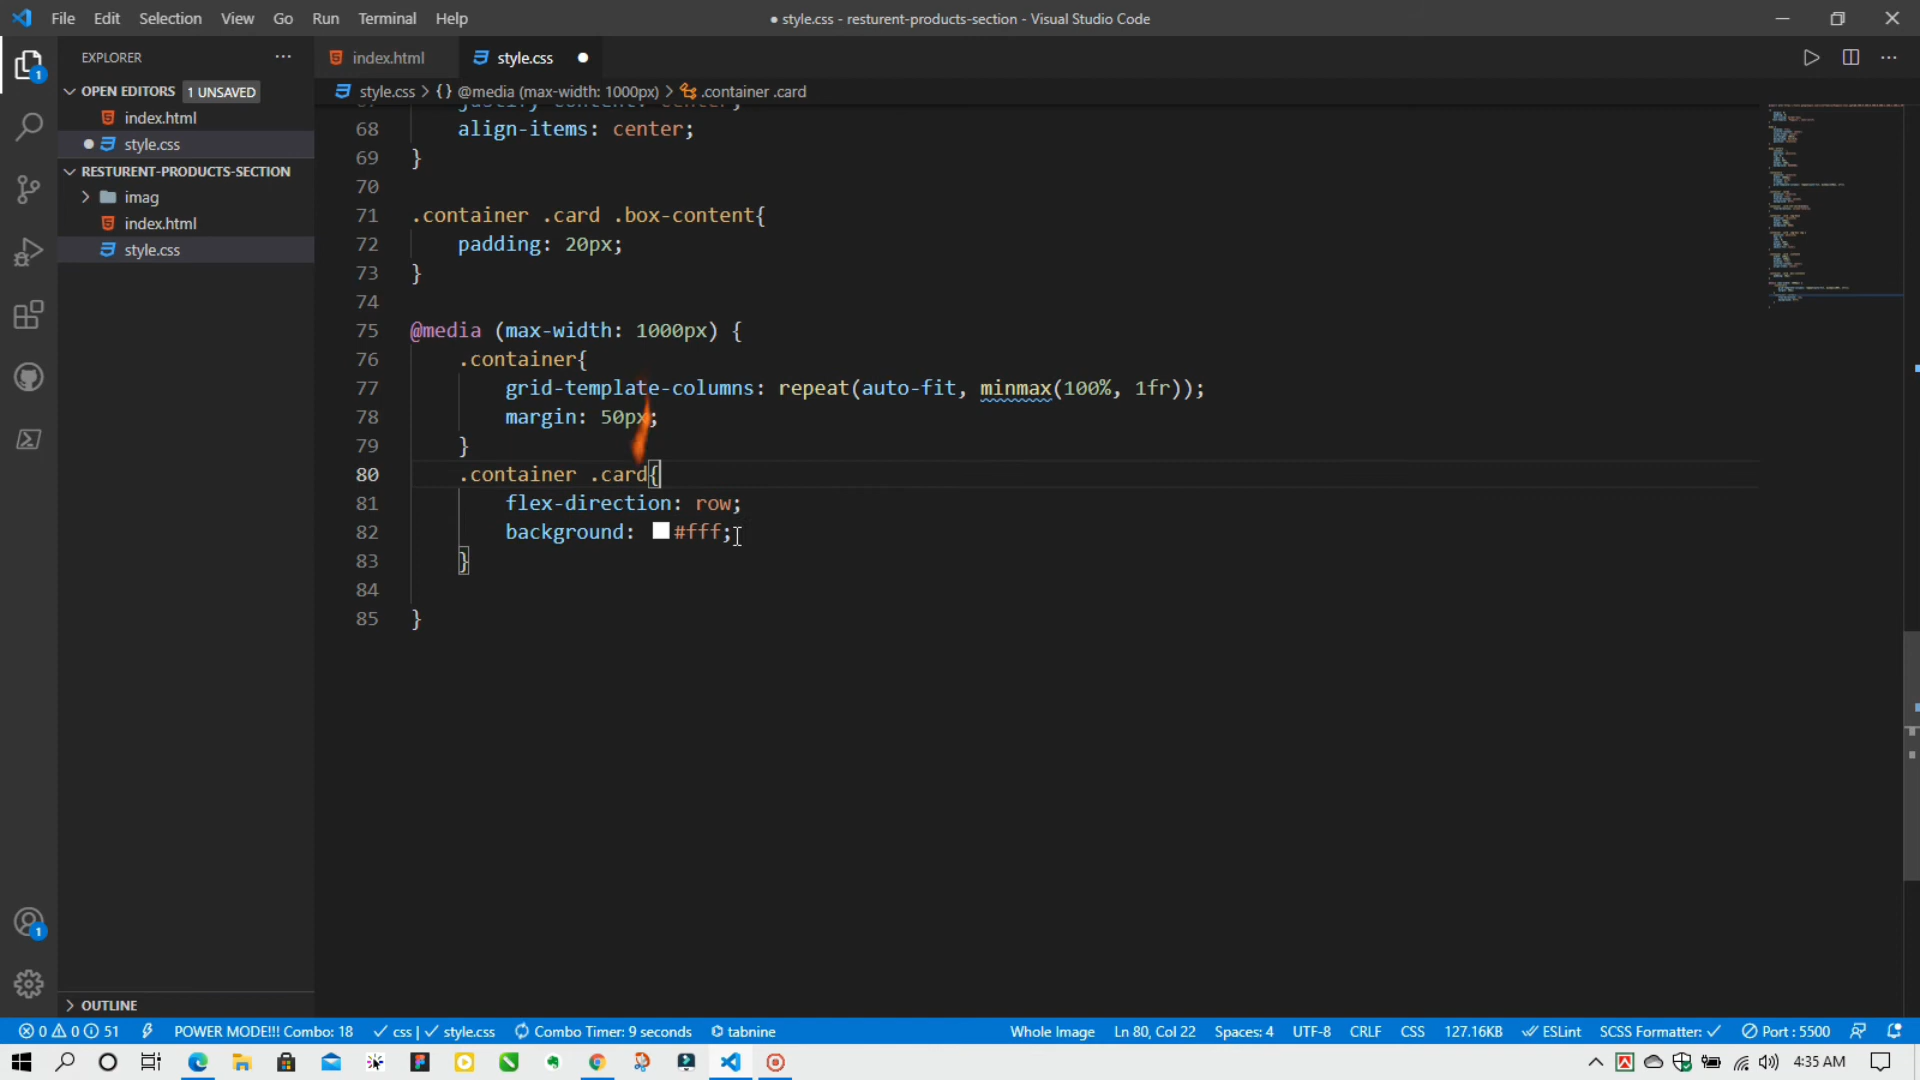 File Edit Selection View Go Run Terminal Help
● style.css - resturent-products-section - Visual Studio Code
EXPLORER
index.html
style.css
OPEN EDITORS 1 UNSAVED
style.css > {} @media (max-width: 1000px) > .container .card
index.html
style.css
RESTURENT-PRODUCTS-SECTION
imag
index.html
style.css
68 align-items: center;
69 }
70
71 .container .card .box-content{
72 padding: 20px;
73 }
74
75 @media (max-width: 1000px) {
76 .container{
77 grid-template-columns: repeat(auto-fit, minmax(100%, 1fr));
78 margin: 50px;
79 }
80 .container .card{
81 flex-direction: row;
82 background: #fff;
83 }
84
85 }
1
1
OUTLINE
0 0 51 POWER MODE!!! Combo: 18 ✓ css | ✓ style.css Combo Timer: 9 seconds tabnine Whole Image Ln 80, Col 22 Spaces: 4 UTF-8 CRLF CSS 127.16KB ESLint SCSS Formatter: ✓ Port : 5500
4:35 AM